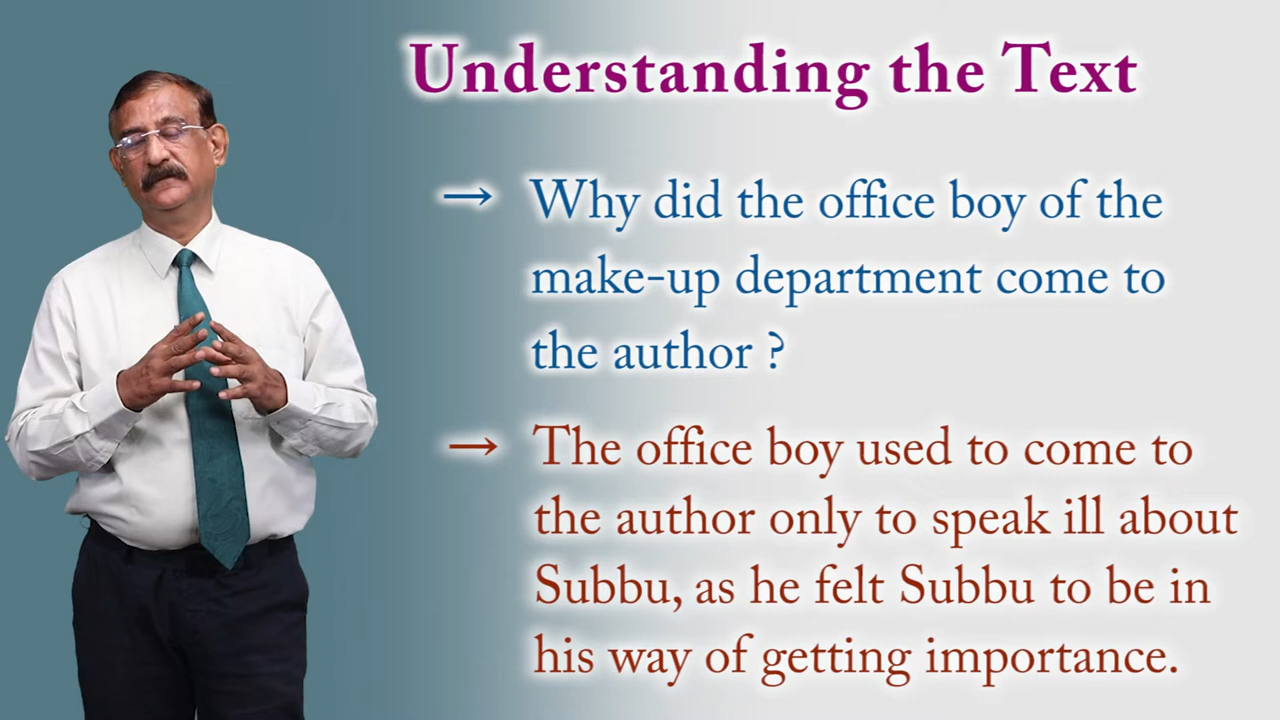 Understanding the Text
→ Why did the office boy of the
make-up department come to
the author ?
→ The office boy used to come to
the author only to speak ill about
Subbu, as he felt Subbu to be in
his way of getting importance.